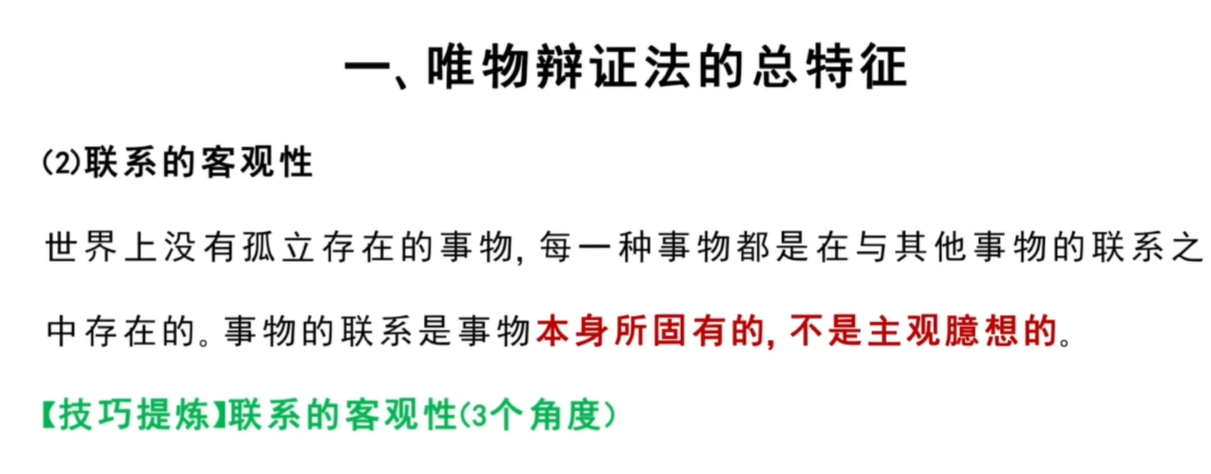 一、唯物辩证法的总特征
(2)联系的客观性
世界上没有孤立存在的事物,每一种事物都是在与其他事物的联系之
中存在的。事物的联系是事物本身所固有的,不是主观臆想的。
【技巧提炼】联系的客观性(3个角度)